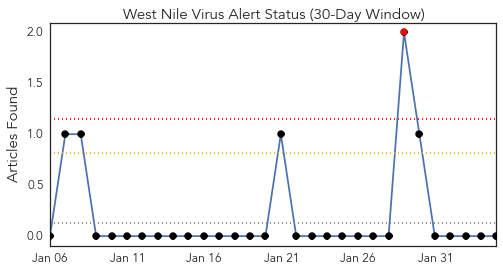 West Nile Virus Alert Status (30-Day Window)
Articles Found
2.0
1.5
1.0
0.5
0.0
Jan 06 Jan 11 Jan 16 Jan 21 Jan 26 Jan 31